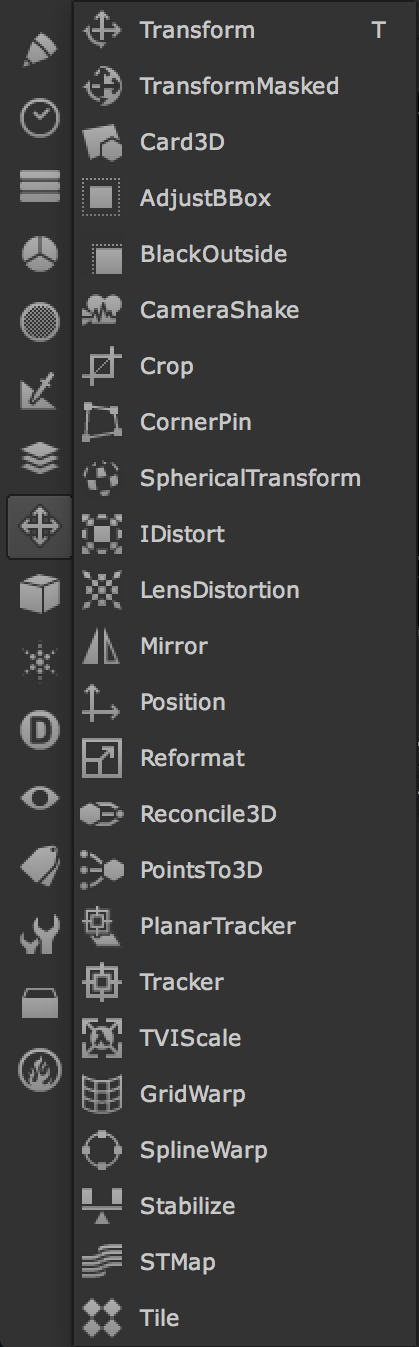 Transform T
TransformMasked
Card3D
AdjustBBox
BlackOutside
CameraShake
Crop
CornerPin
SphericalTransform
IDistort
LensDistortion
Mirror
Position
Reformat
Reconcile3D
PointsTo3D
PlanarTracker
Tracker
TVIScale
GridWarp
SplineWarp
Stabilize
STMap
Tile
D